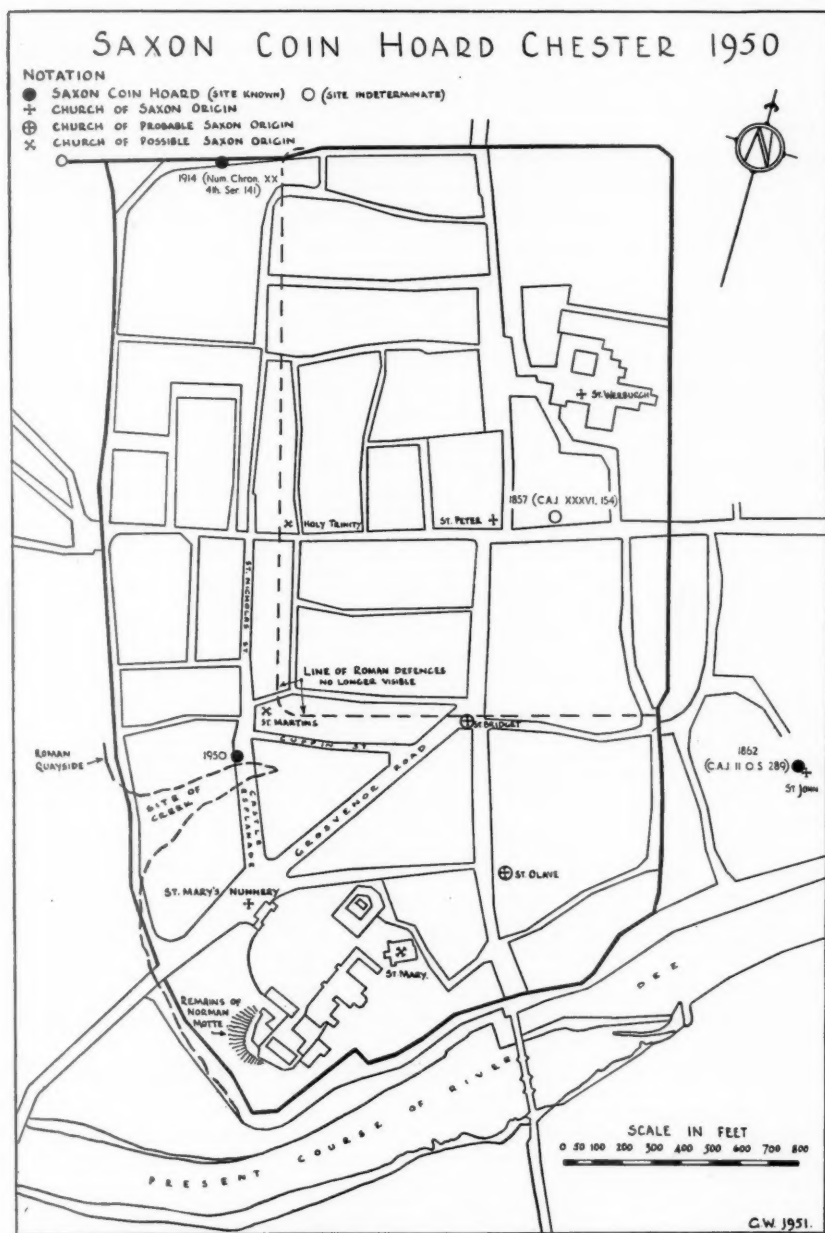 SAXON COIN HOARD CHESTER 1950
NOTATION
SAXON COIN HOARD (SITE KNOWN) (SITE INDETERMINATE)
CHURCH OF SAXON ORIGIN
CHURCH OF PROBABLE SAXON ORIGIN
CHURCH OF POSSIBLE SAXON ORIGIN
N
1914 (Num. Chron. XX
4th. Ser. 141)
ST. WERBURGH
1857 (C.A.J. XXXVI, 154)
HOLY TRINITY
ST. PETER
ST. NICHOLAS ST
LINE OF ROMAN DEFENCES
NO LONGER VISIBLE
ST. MARTINS
ST. BRIDGET
CUPPIN ST
ROMAN
QUAYSIDE
1950
SITE OF
CREEK
CASTLE
ESPLANADE
GROSVENOR ROAD
1862
(C.A.J. II O.S. 289)
ST. JOHN
ST. MARY'S NUNNERY
ST. OLAVE
ST. MARY.
REMAINS OF
NORMAN
MOTTE
DEE
PRESENT COURSE OF RIVER
SCALE IN FEET
0 50 100 200 300 400 500 600 700 800
G.W. 1951.